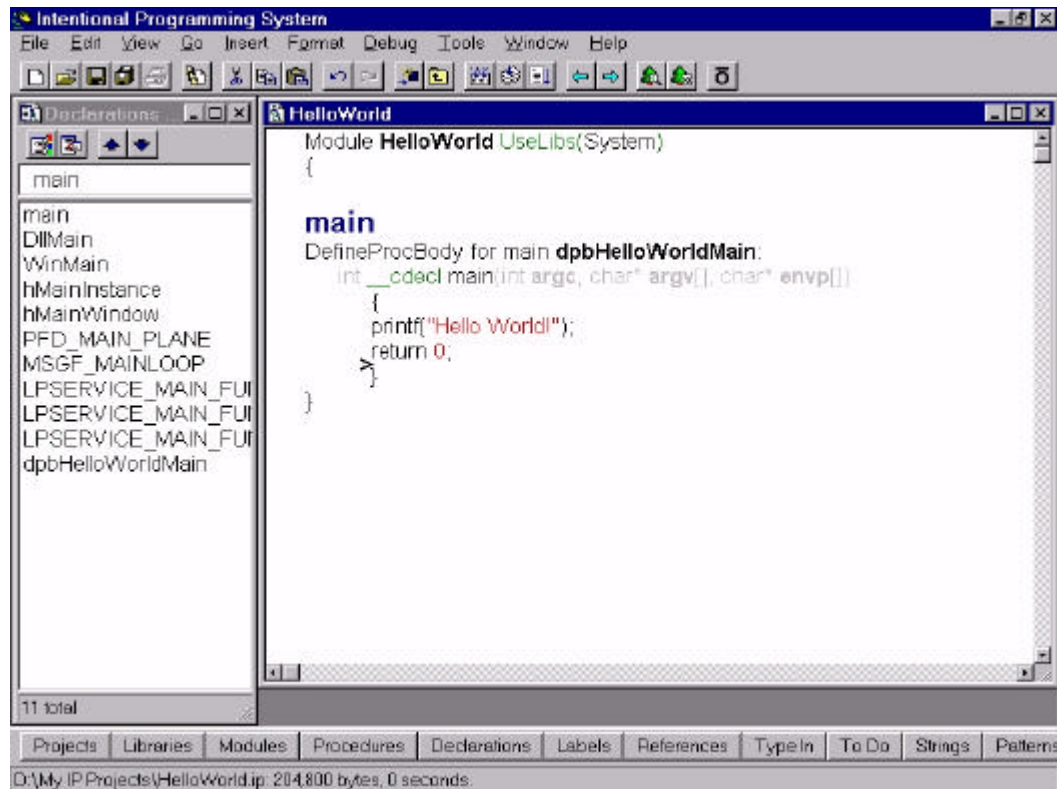 Intentional Programming System
File Edit View Go Insert Format Debug Tools Window Help
Declarations
main
main
DllMain
WinMain
hMainInstance
hMainWindow
PFD_MAIN_PLANE
MSGF_MAINLOOP
LPSERVICE_MAIN_FU
LPSERVICE_MAIN_FU
LPSERVICE_MAIN_FU
dpbHelloWorldMain
11 total
HelloWorld
Module HelloWorld UseLibs(System)
{
main
DefineProcBody for main dpbHelloWorldMain:
int __cdecl main(int argc, char* argv[], char* envp[])
{
printf("Hello World!");
return 0;
>
}
}
Projects Libraries Modules Procedures Declarations Labels References TypeIn To Do Strings Patterns
D:\My IP Projects\HelloWorld.ip: 204,800 bytes, 0 seconds.